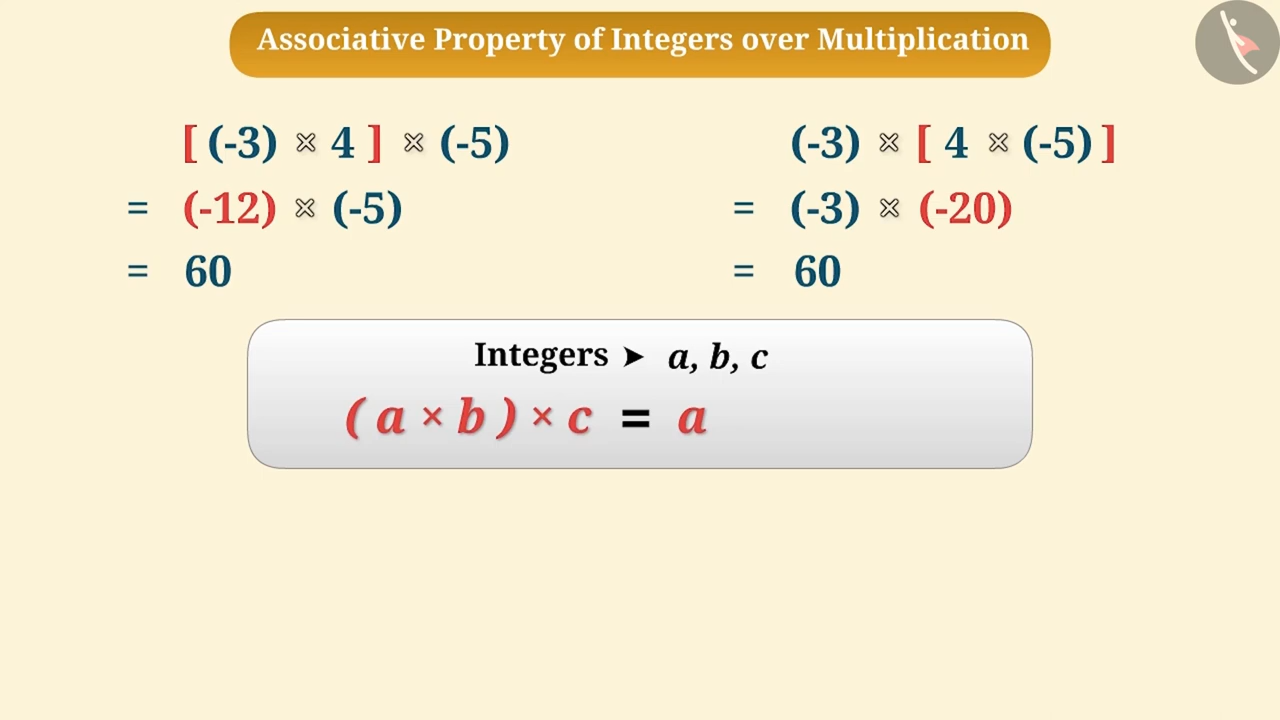 Associative Property of Integers over Multiplication
[ (-3) × 4 ] × (-5)
= (-12) × (-5)
= 60
(-3) × [ 4 × (-5) ]
= (-3) × (-20)
= 60
Integers ➤ a, b, c
( a × b ) × c = a